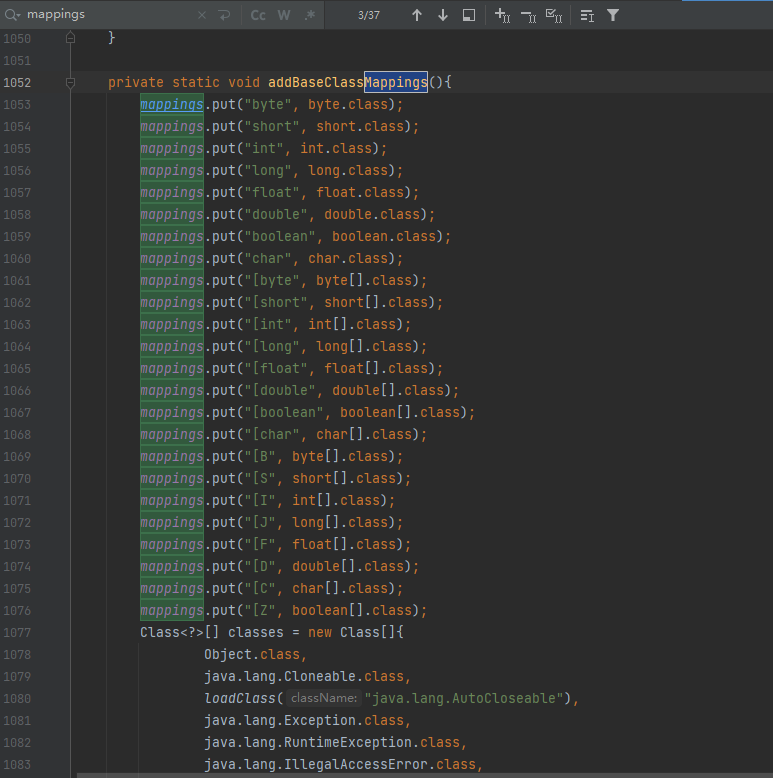 mappings Cc W .* 3/37
1050 }
1051
1052 private static void addBaseClassMappings(){
1053 mappings.put("byte", byte.class);
1054 mappings.put("short", short.class);
1055 mappings.put("int", int.class);
1056 mappings.put("long", long.class);
1057 mappings.put("float", float.class);
1058 mappings.put("double", double.class);
1059 mappings.put("boolean", boolean.class);
1060 mappings.put("char", char.class);
1061 mappings.put("[byte", byte[].class);
1062 mappings.put("[short", short[].class);
1063 mappings.put("[int", int[].class);
1064 mappings.put("[long", long[].class);
1065 mappings.put("[float", float[].class);
1066 mappings.put("[double", double[].class);
1067 mappings.put("[boolean", boolean[].class);
1068 mappings.put("[char", char[].class);
1069 mappings.put("[B", byte[].class);
1070 mappings.put("[S", short[].class);
1071 mappings.put("[I", int[].class);
1072 mappings.put("[J", long[].class);
1073 mappings.put("[F", float[].class);
1074 mappings.put("[D", double[].class);
1075 mappings.put("[C", char[].class);
1076 mappings.put("[Z", boolean[].class);
1077 Class<?>[] classes = new Class[]{
1078 Object.class,
1079 java.lang.Cloneable.class,
1080 loadClass( className: "java.lang.AutoCloseable"),
1081 java.lang.Exception.class,
1082 java.lang.RuntimeException.class,
1083 java.lang.IllegalAccessError.class,